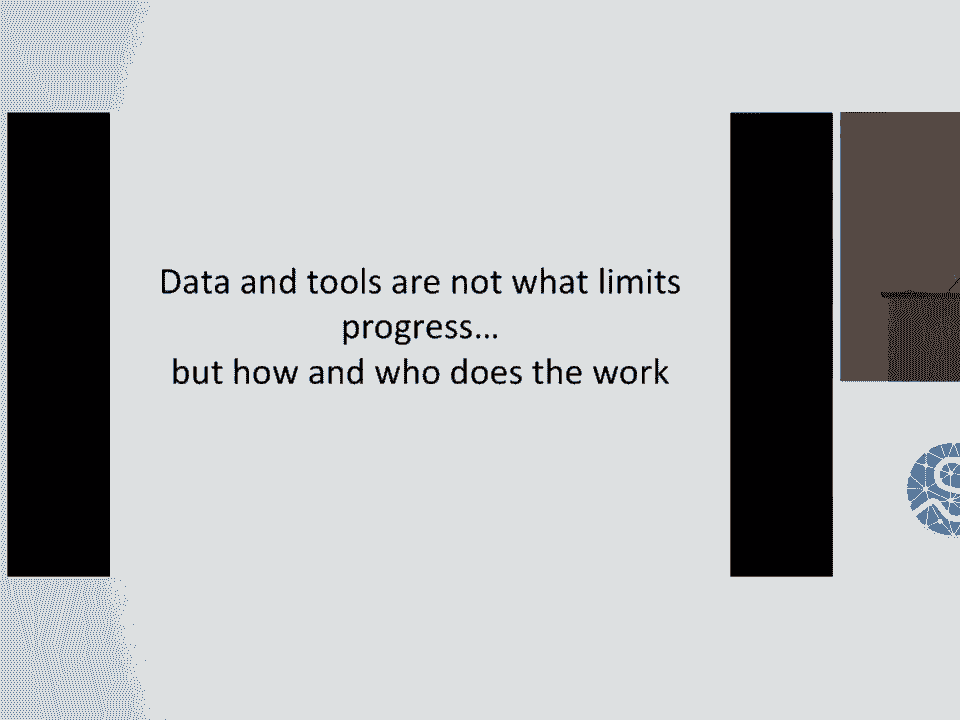 Data and tools are not what limits
progress...
but how and who does the work